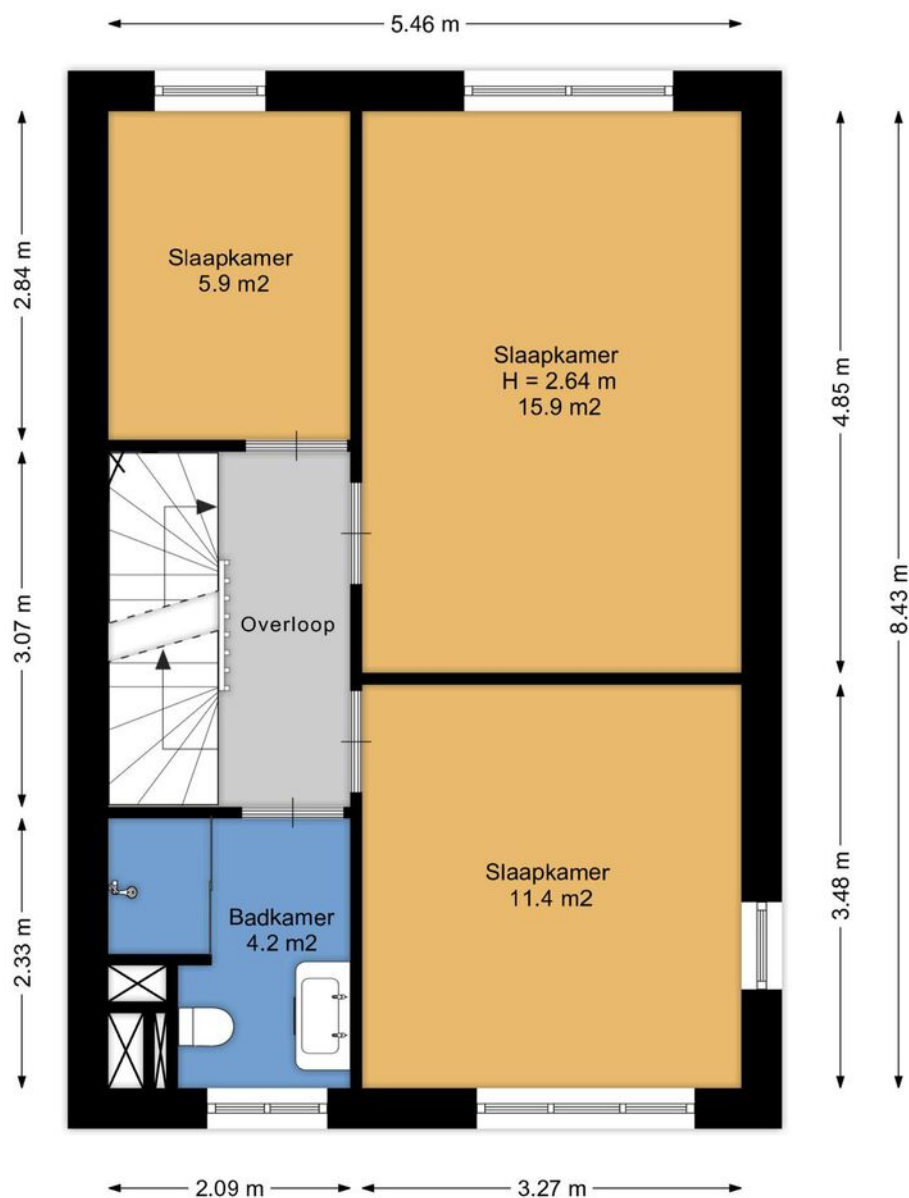 5.46 m
2.84 m
Slaapkamer
5.9 m2
Slaapkamer
H = 2.64 m
15.9 m2
4.85 m
8.43 m
3.07 m
Overloop
2.33 m
Badkamer
4.2 m2
Slaapkamer
11.4 m2
3.48 m
2.09 m
3.27 m